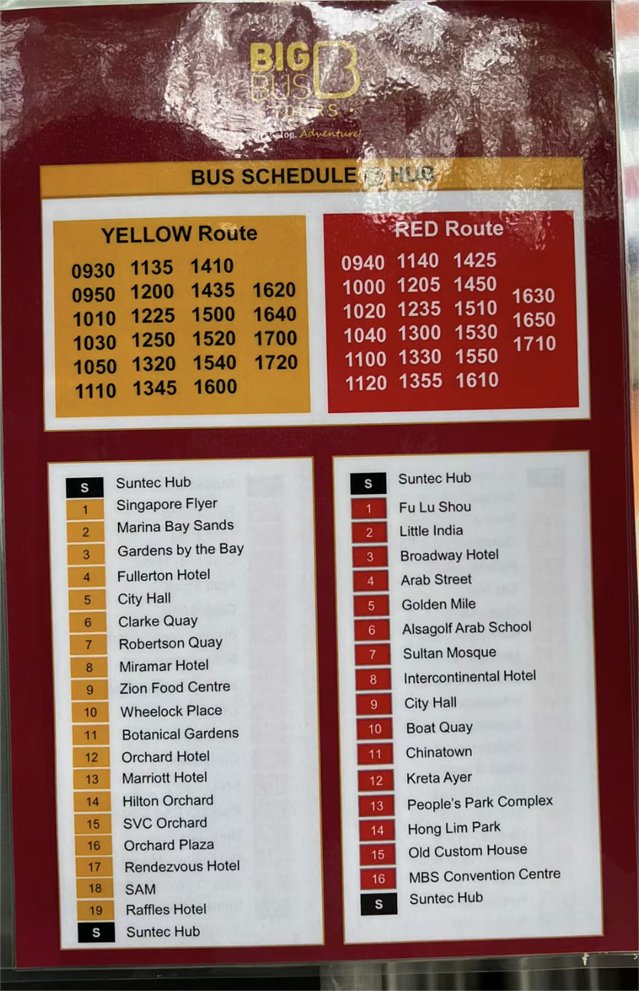 BIG
BUS
TOURS
stop. Adventure!
BUS SCHEDULE @ HUB
YELLOW Route
0930 1135 1410
0950 1200 1435 1620
1010 1225 1500 1640
1030 1250 1520 1700
1050 1320 1540 1720
1110 1345 1600
RED Route
0940 1140 1425
1000 1205 1450 1630
1020 1235 1510 1650
1040 1300 1530 1710
1100 1330 1550
1120 1355 1610
S Suntec Hub
1 Singapore Flyer
2 Marina Bay Sands
3 Gardens by the Bay
4 Fullerton Hotel
5 City Hall
6 Clarke Quay
7 Robertson Quay
8 Miramar Hotel
9 Zion Food Centre
10 Wheelock Place
11 Botanical Gardens
12 Orchard Hotel
13 Marriott Hotel
14 Hilton Orchard
15 SVC Orchard
16 Orchard Plaza
17 Rendezvous Hotel
18 SAM
19 Raffles Hotel
S Suntec Hub
S Suntec Hub
1 Fu Lu Shou
2 Little India
3 Broadway Hotel
4 Arab Street
5 Golden Mile
6 Alsagolf Arab School
7 Sultan Mosque
8 Intercontinental Hotel
9 City Hall
10 Boat Quay
11 Chinatown
12 Kreta Ayer
13 People's Park Complex
14 Hong Lim Park
15 Old Custom House
16 MBS Convention Centre
S Suntec Hub